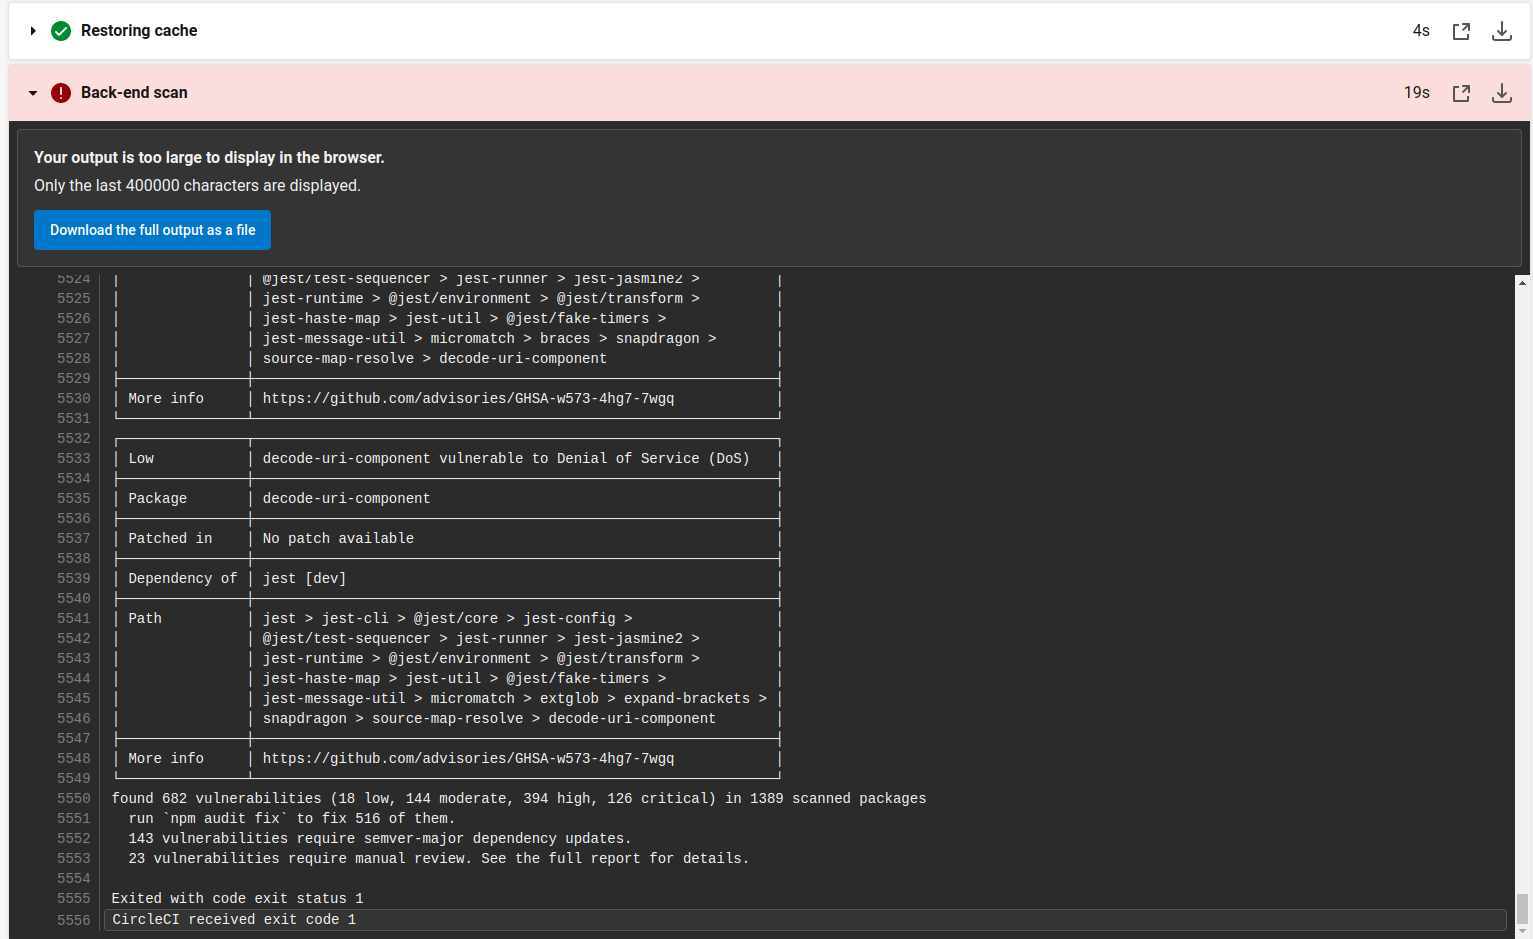 Restoring cache 4s
Back-end scan 19s
Your output is too large to display in the browser.
Only the last 400000 characters are displayed.
Download the full output as a file
5524 | | @jest/test-sequencer > jest-runner > jest-jasmine2 > |
5525 | | jest-runtime > @jest/environment > @jest/transform > |
5526 | | jest-haste-map > jest-util > @jest/fake-timers > |
5527 | | jest-message-util > micromatch > braces > snapdragon > |
5528 | | source-map-resolve > decode-uri-component |
5529
5530 | More info | https://github.com/advisories/GHSA-w573-4hg7-7wgq |
5531
5532
5533 | Low | decode-uri-component vulnerable to Denial of Service (DoS) |
5534
5535 | Package | decode-uri-component |
5536
5537 | Patched in | No patch available |
5538
5539 | Dependency of | jest [dev] |
5540
5541 | Path | jest > jest-cli > @jest/core > jest-config > |
5542 | | @jest/test-sequencer > jest-runner > jest-jasmine2 > |
5543 | | jest-runtime > @jest/environment > @jest/transform > |
5544 | | jest-haste-map > jest-util > @jest/fake-timers > |
5545 | | jest-message-util > micromatch > extglob > expand-brackets > |
5546 | | snapdragon > source-map-resolve > decode-uri-component |
5547
5548 | More info | https://github.com/advisories/GHSA-w573-4hg7-7wgq |
5549
5550 found 682 vulnerabilities (18 low, 144 moderate, 394 high, 126 critical) in 1389 scanned packages
5551 run `npm audit fix` to fix 516 of them.
5552 143 vulnerabilities require semver-major dependency updates.
5553 23 vulnerabilities require manual review. See the full report for details.
5554
5555 Exited with code exit status 1
5556 CircleCI received exit code 1